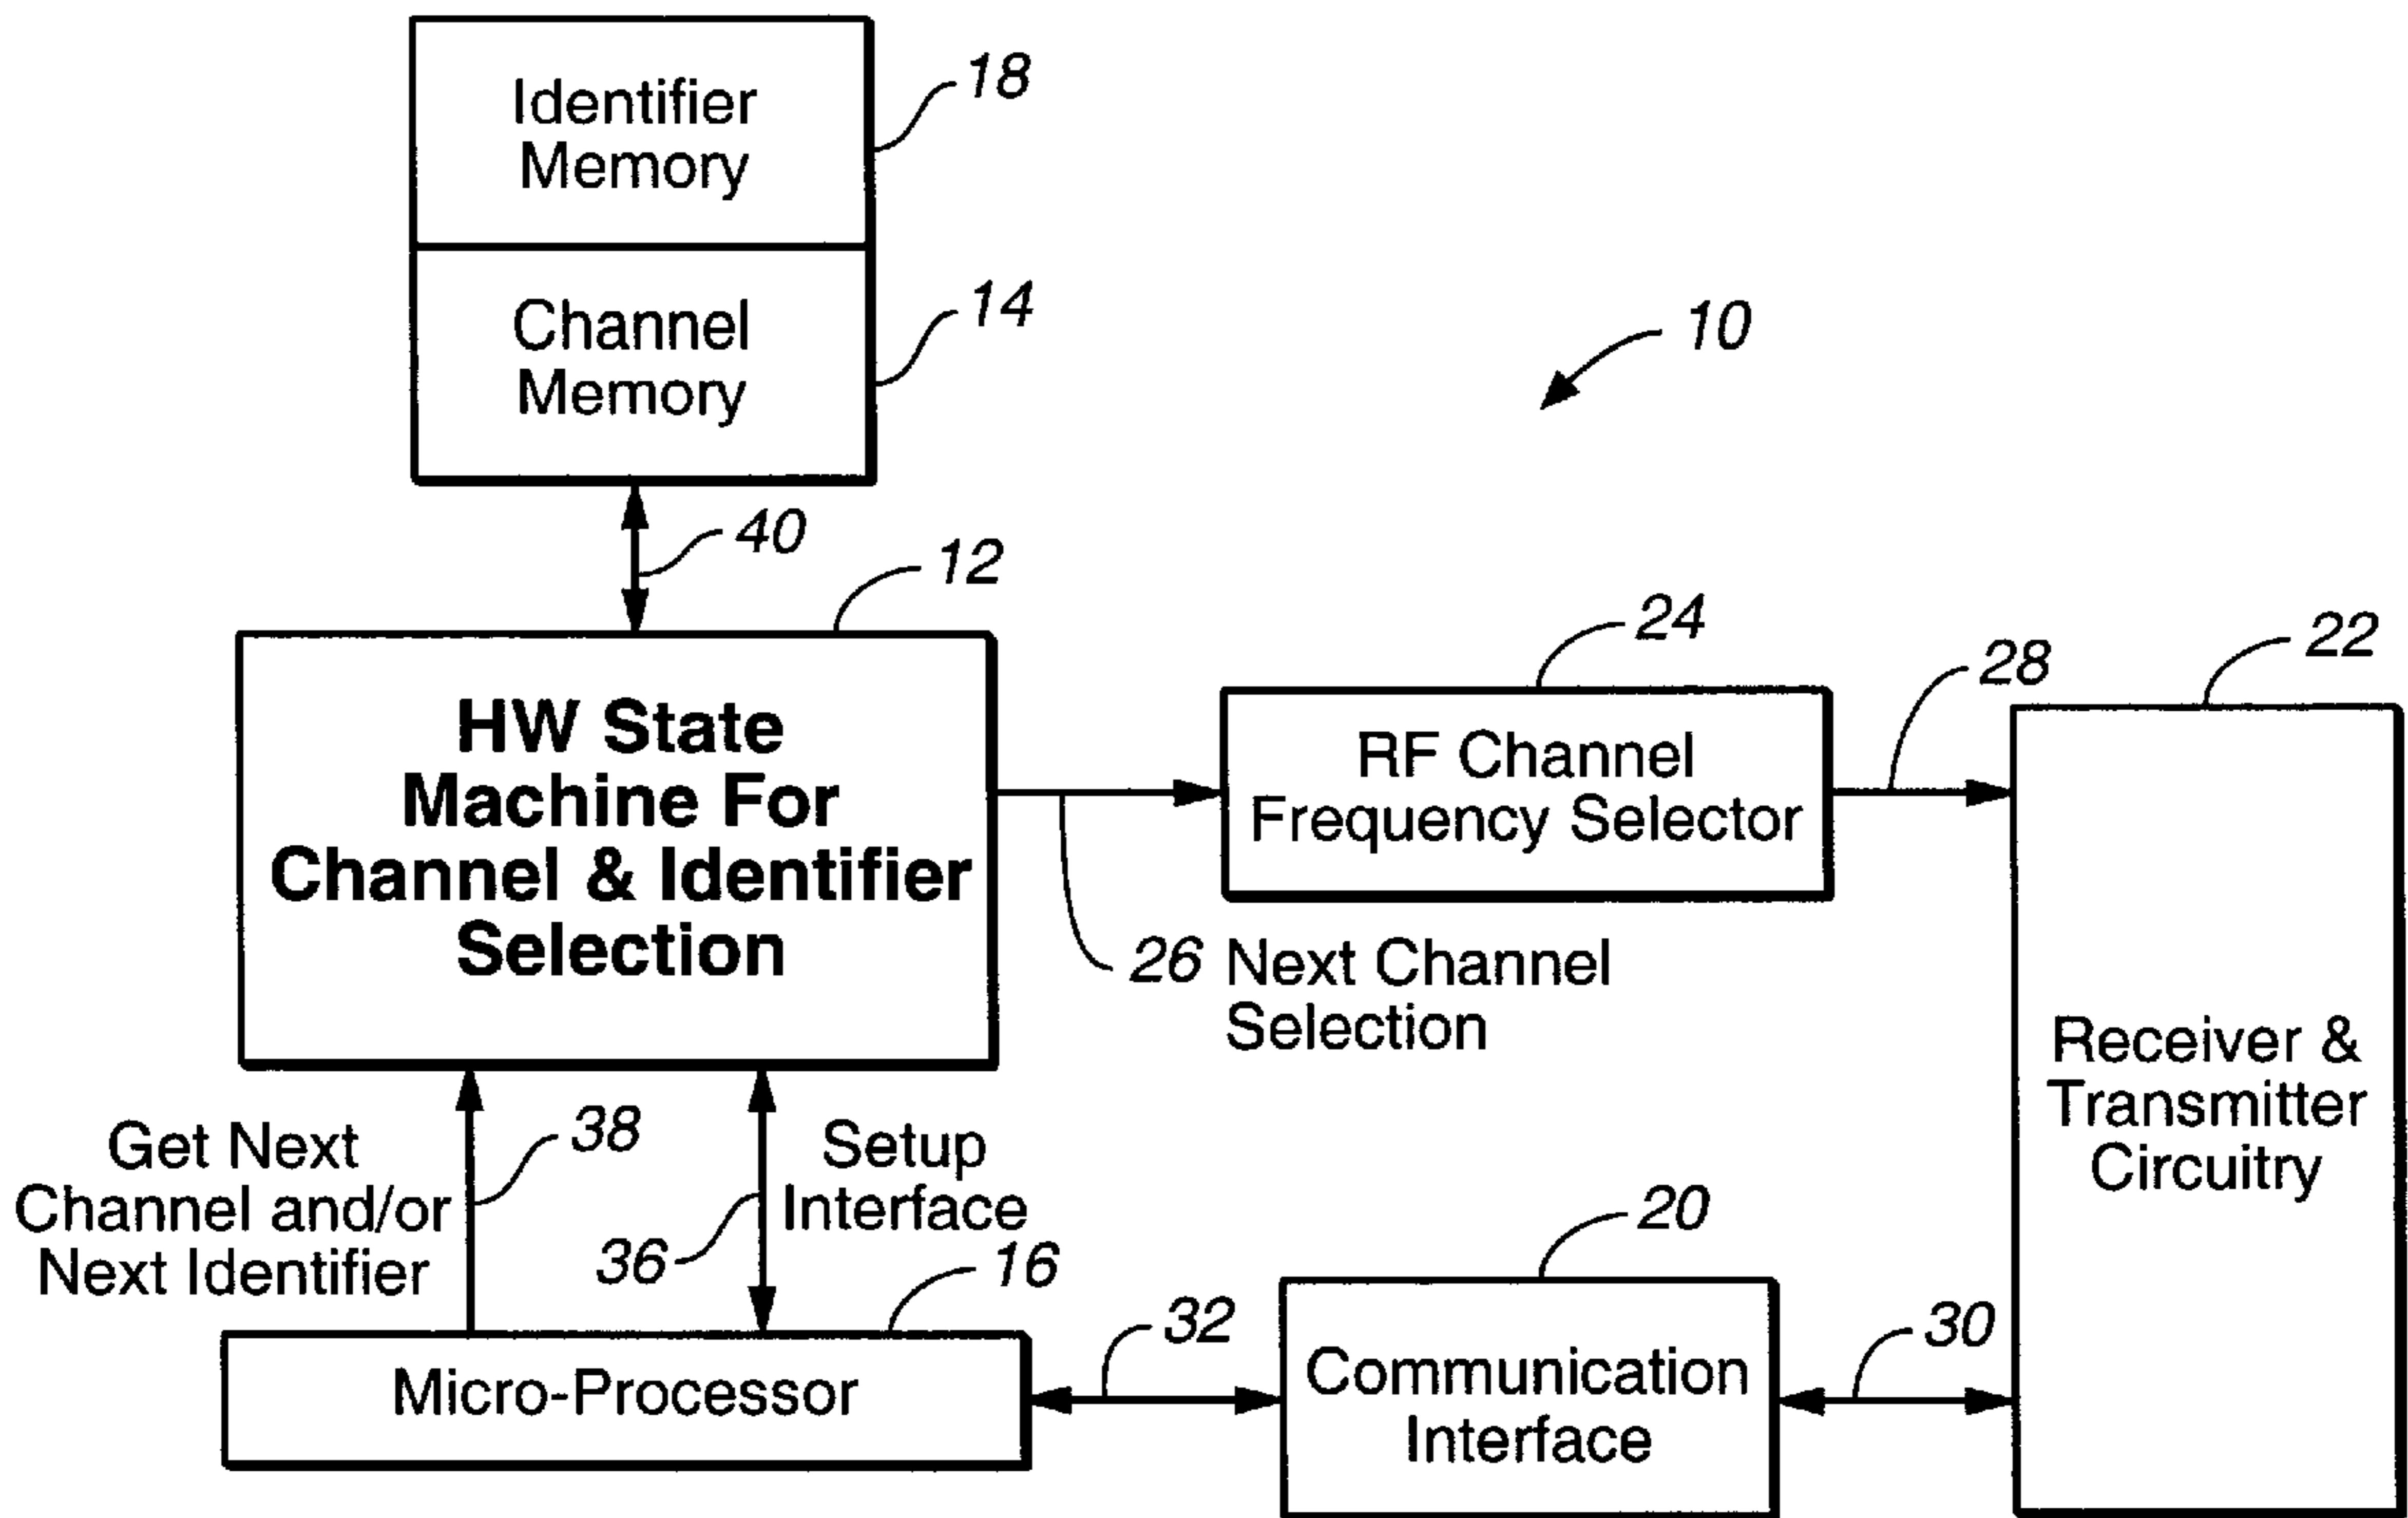 Identifier
Memory
18
Channel
Memory
14
10
40
12
HW State
Machine For
Channel & Identifier
Selection
24
RF Channel
Frequency Selector
28
22
26 Next Channel
Selection
Receiver &
Transmitter
Circuitry
Get Next
Channel and/or
Next Identifier
38
Setup
Interface
36
16
Micro-Processor
32
20
Communication
Interface
30